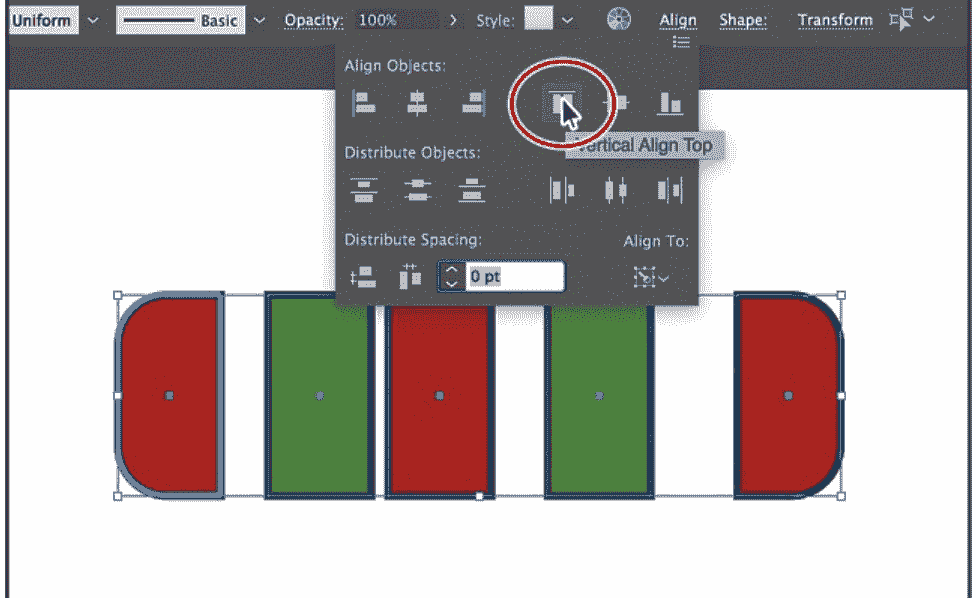 Uniform Basic Opacity: 100% Style: Align Shape: Transform
Align Objects:
Vertical Align Top
Distribute Objects:
Distribute Spacing: Align To:
0 pt